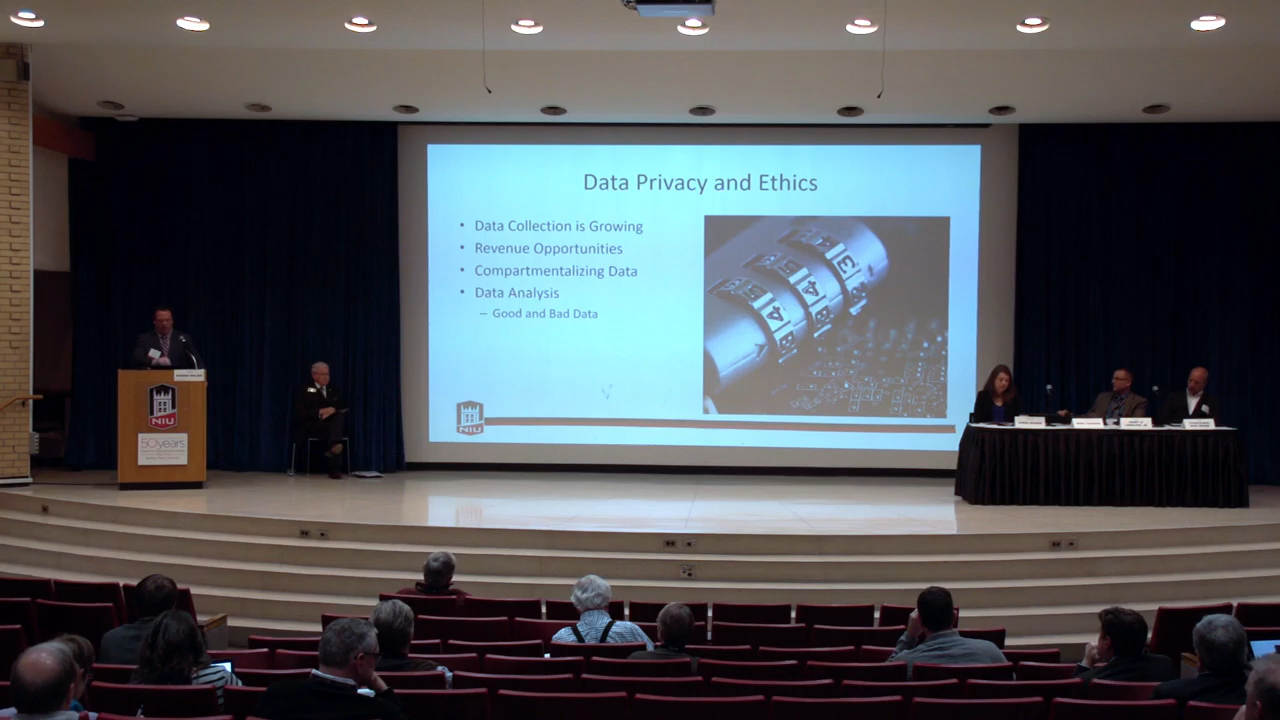 Data Privacy and Ethics
• Data Collection is Growing
• Revenue Opportunities
• Compartmentalizing Data
• Data Analysis
– Good and Bad Data
NIU
NIU
50years